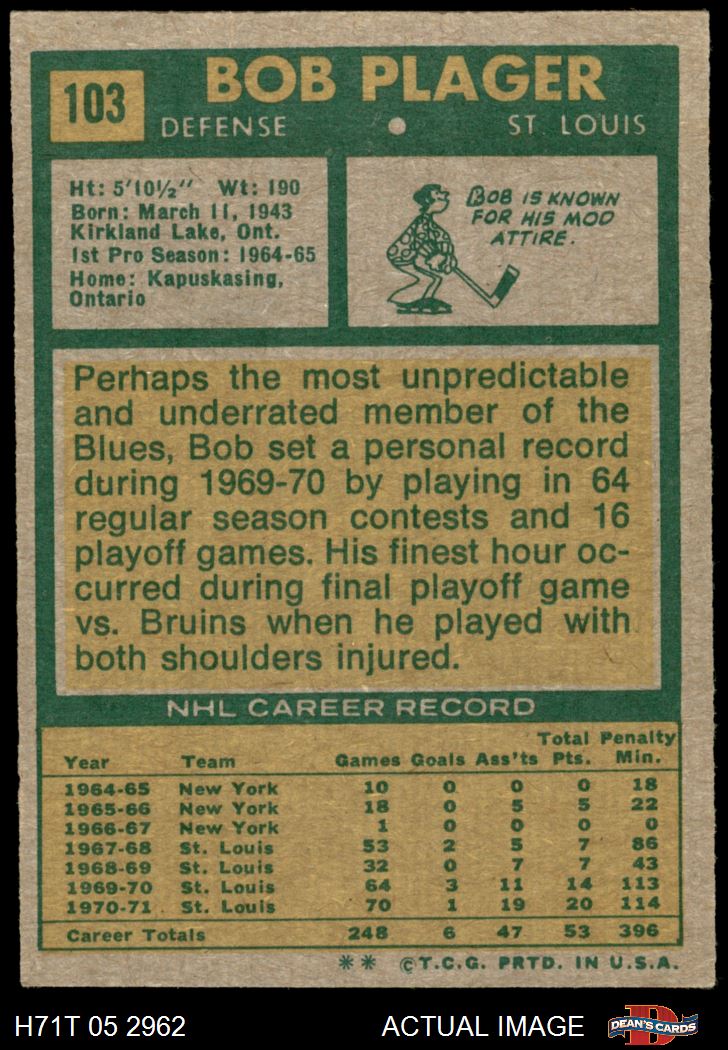 103
BOB PLAGER
DEFENSE • ST. LOUIS
Ht: 5'10½" Wt: 190
Born: March 11, 1943
Kirkland Lake, Ont.
1st Pro Season: 1964-65
Home: Kapuskasing,
Ontario
BOB IS KNOWN
FOR HIS MOD
ATTIRE.
Perhaps the most unpredictable
and underrated member of the
Blues, Bob set a personal record
during 1969-70 by playing in 64
regular season contests and 16
playoff games. His finest hour oc-
curred during final playoff game
vs. Bruins when he played with
both shoulders injured.
NHL CAREER RECORD
Year Team Games Goals Ass'ts Total Pts. Penalty Min.
1964-65 New York 10 0 0 0 18
1965-66 New York 18 0 5 5 22
1966-67 New York 1 0 0 0 0
1967-68 St. Louis 53 2 5 7 86
1968-69 St. Louis 32 0 7 7 43
1969-70 St. Louis 64 3 11 14 113
1970-71 St. Louis 70 1 19 20 114
Career Totals 248 6 47 53 396
** ©T.C.G. PRTD. IN U.S.A.
H71T 05 2962 ACTUAL IMAGE
D
DEAN'S CARDS